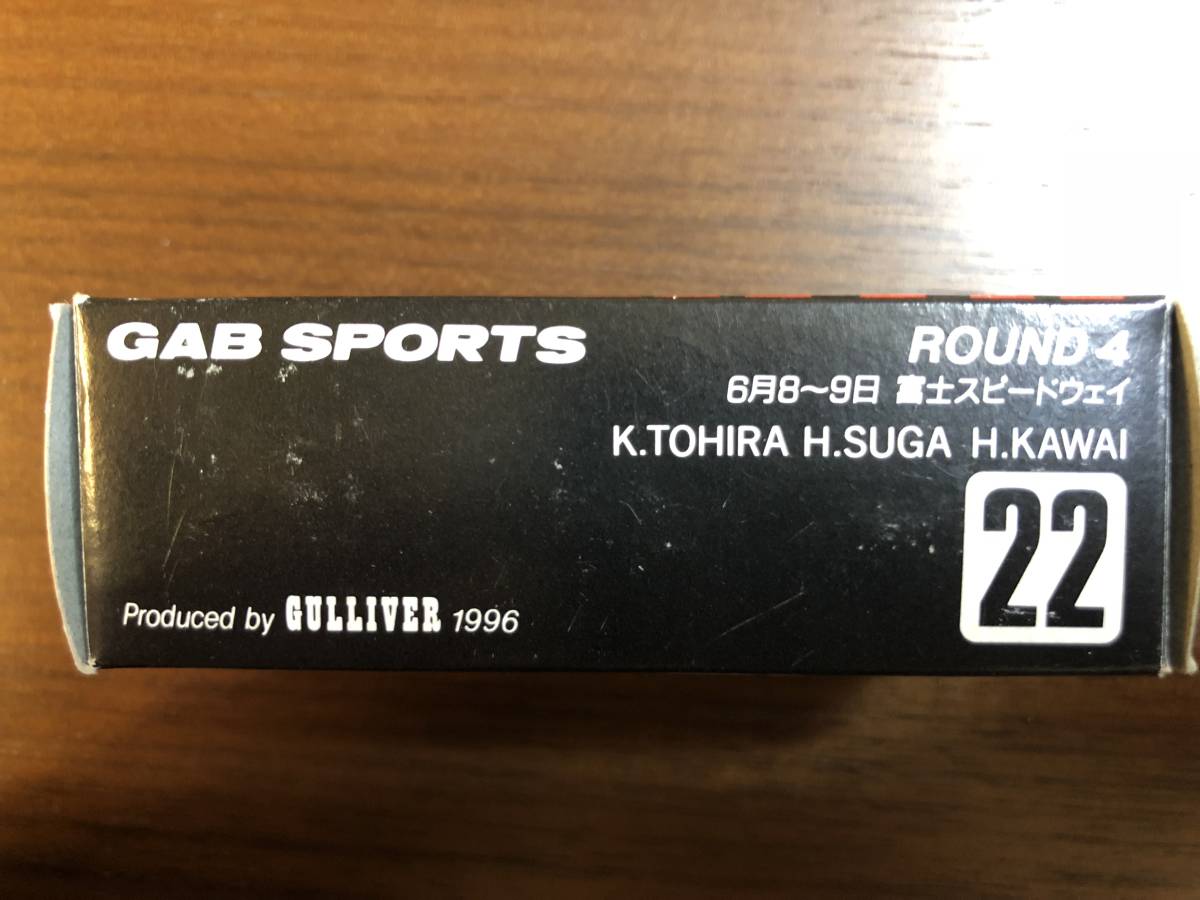 GAB SPORTS
ROUND 4
6月8〜9日 富士スピードウェイ
K.TOHIRA H.SUGA H.KAWAI
22
Produced by GULLIVER 1996